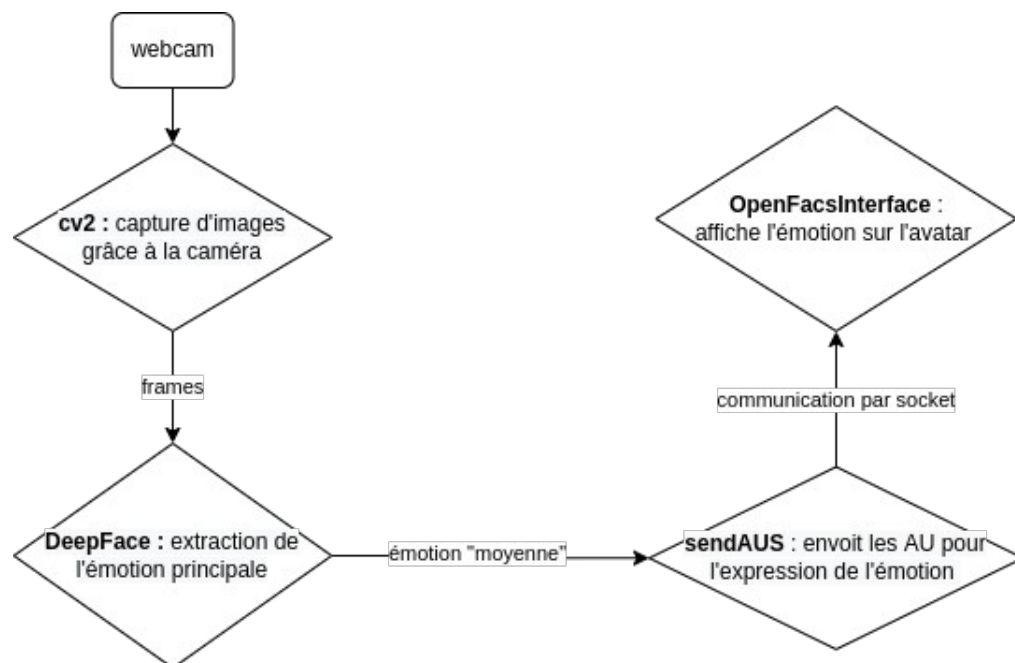 webcam
cv2 : capture d'images
grâce à la caméra
frames
DeepFace : extraction de
l'émotion principale
émotion "moyenne"
sendAUS : envoit les AU pour
l'expression de l'émotion
communication par socket
OpenFacsInterface :
affiche l'émotion sur l'avatar